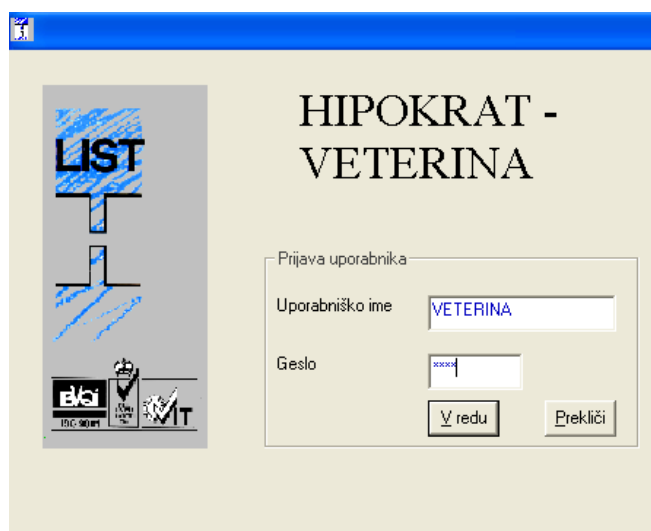 HIPOKRAT -
VETERINA
LIST
Prijava uporabnika
Uporabniško ime
VETERINA
Geslo
****
V redu
Prekliči
ISO 9001